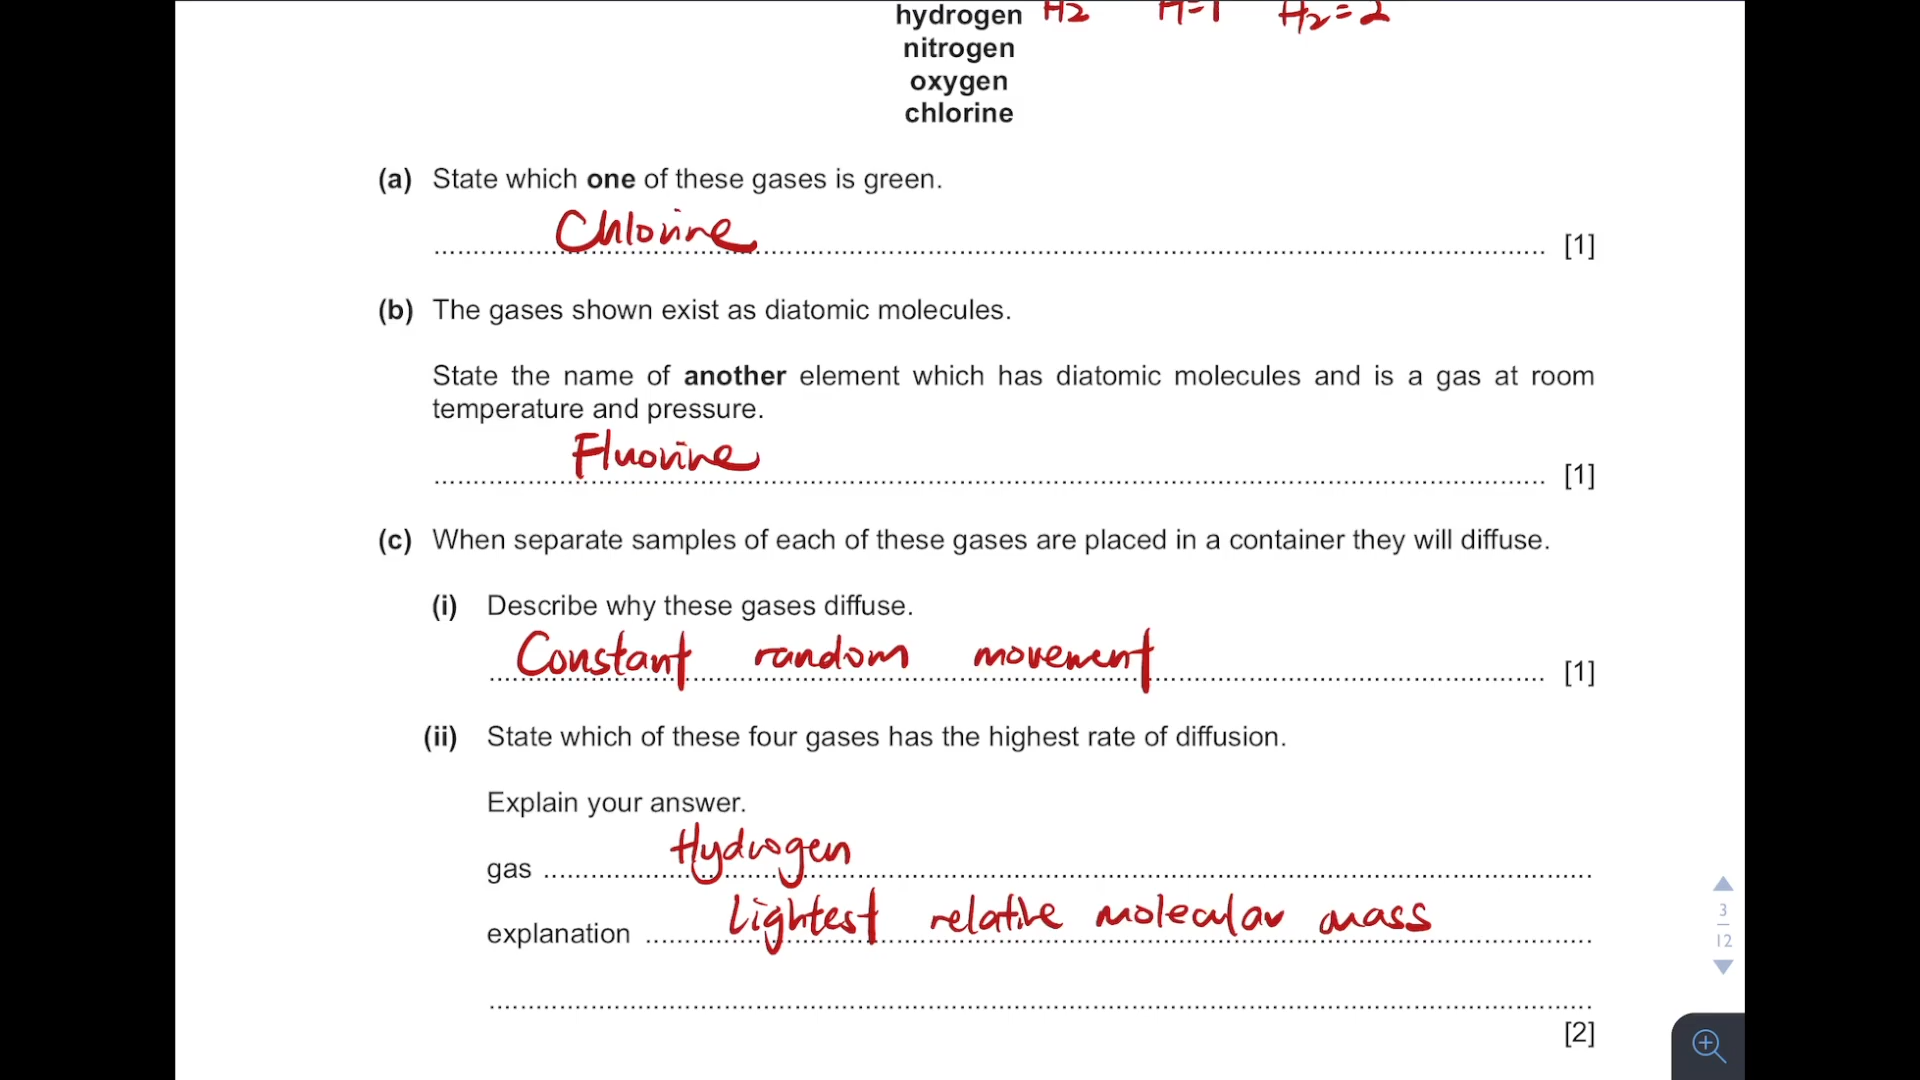 hydrogen H2 H=1 H2=2
nitrogen
oxygen
chlorine
(a) State which one of these gases is green.
Chlorine
[1]
(b) The gases shown exist as diatomic molecules.
State the name of another element which has diatomic molecules and is a gas at room
temperature and pressure.
Fluorine
[1]
(c) When separate samples of each of these gases are placed in a container they will diffuse.
(i) Describe why these gases diffuse.
Constant random movement
[1]
(ii) State which of these four gases has the highest rate of diffusion.
Explain your answer.
gas Hydrogen
explanation Lightest relative molecular mass
[2]
3
12